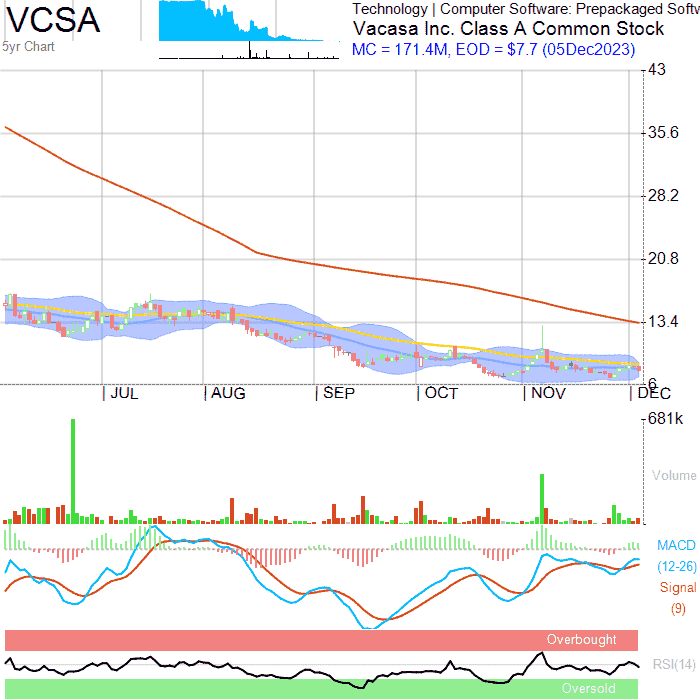 VCSA
5yr Chart
Technology | Computer Software: Prepackaged Softw
Vacasa Inc. Class A Common Stock
MC = 171.4M, EOD = $7.7 (05Dec2023)
43
35.6
28.2
20.8
13.4
6
JUL AUG SEP OCT NOV DEC
681k
Volume
MACD
(12-26)
Signal
(9)
Overbought
RSI(14)
Oversold